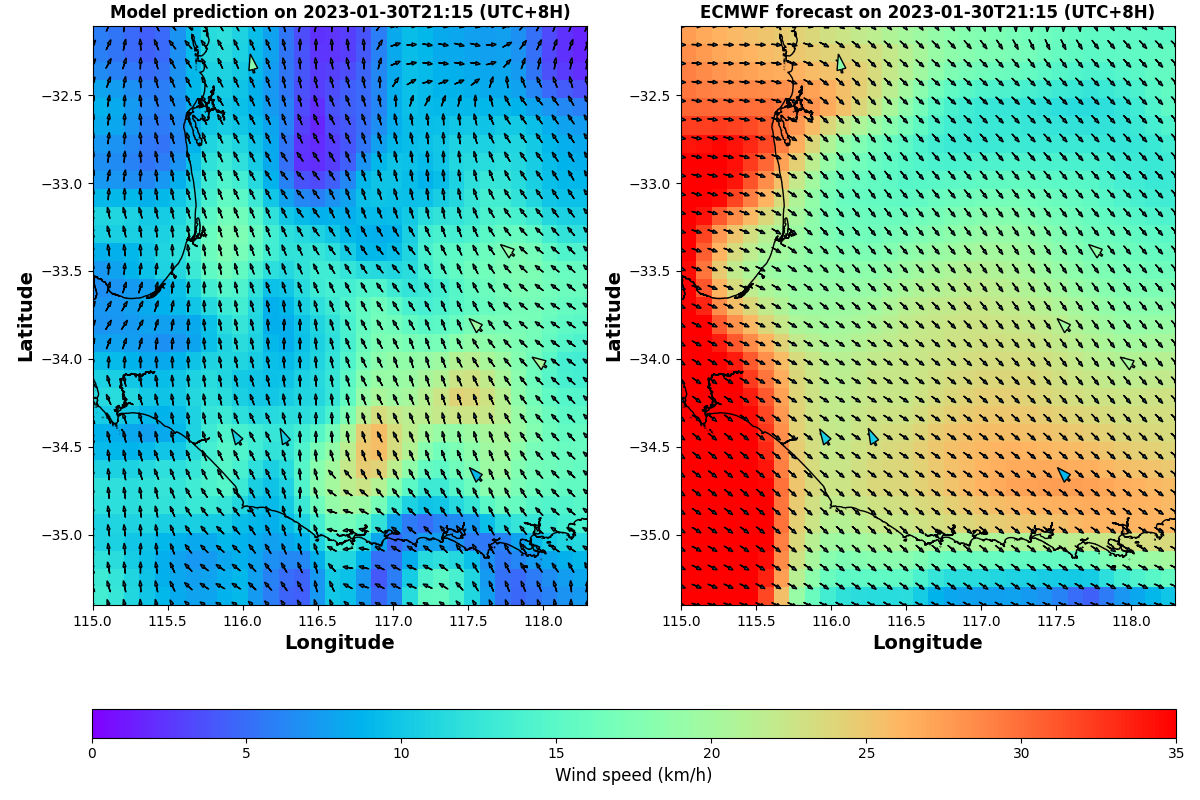 Model prediction on 2023-01-30T21:15 (UTC+8H)
ECMWF forecast on 2023-01-30T21:15 (UTC+8H)
Latitude
−32.5
−33.0
−33.5
−34.0
−34.5
−35.0
115.0 115.5 116.0 116.5 117.0 117.5 118.0
Longitude
Latitude
−32.5
−33.0
−33.5
−34.0
−34.5
−35.0
115.0 115.5 116.0 116.5 117.0 117.5 118.0
Longitude
0 5 10 15 20 25 30 35
Wind speed (km/h)